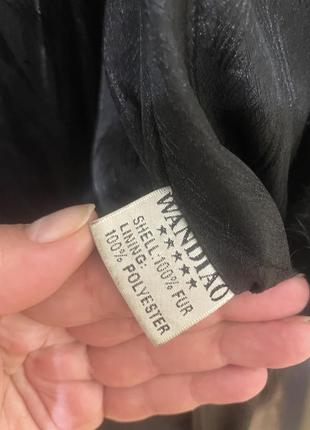 WANDIAO
★★★★★
SHELL:100% FUR
LINING:
100% POLYESTER